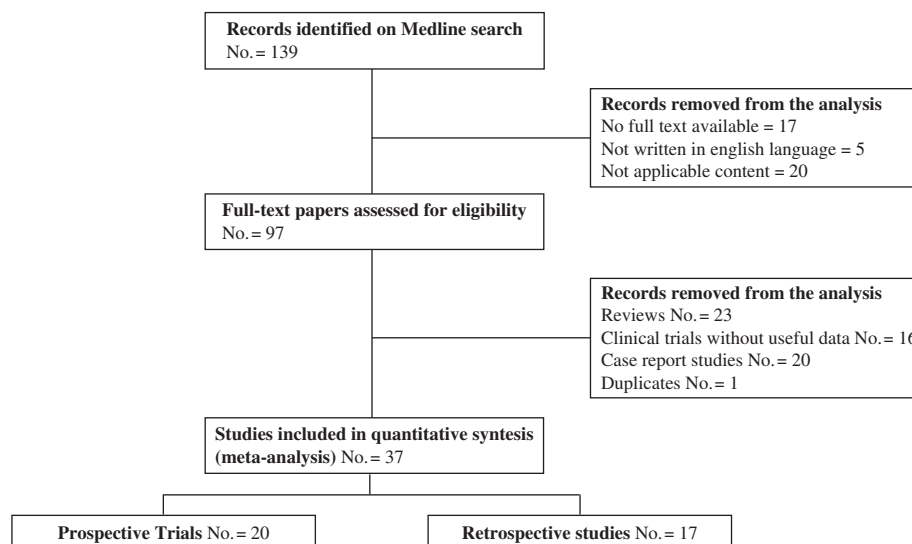 Records identified on Medline search
No. = 139
Records removed from the analysis
No full text available = 17
Not written in english language = 5
Not applicable content = 20
Full-text papers assessed for eligibility
No. = 97
Records removed from the analysis
Reviews No. = 23
Clinical trials without useful data No. = 16
Case report studies No. = 20
Duplicates No. = 1
Studies included in quantitative syntesis
(meta-analysis) No. = 37
Prospective Trials No. = 20
Retrospective studies No. = 17